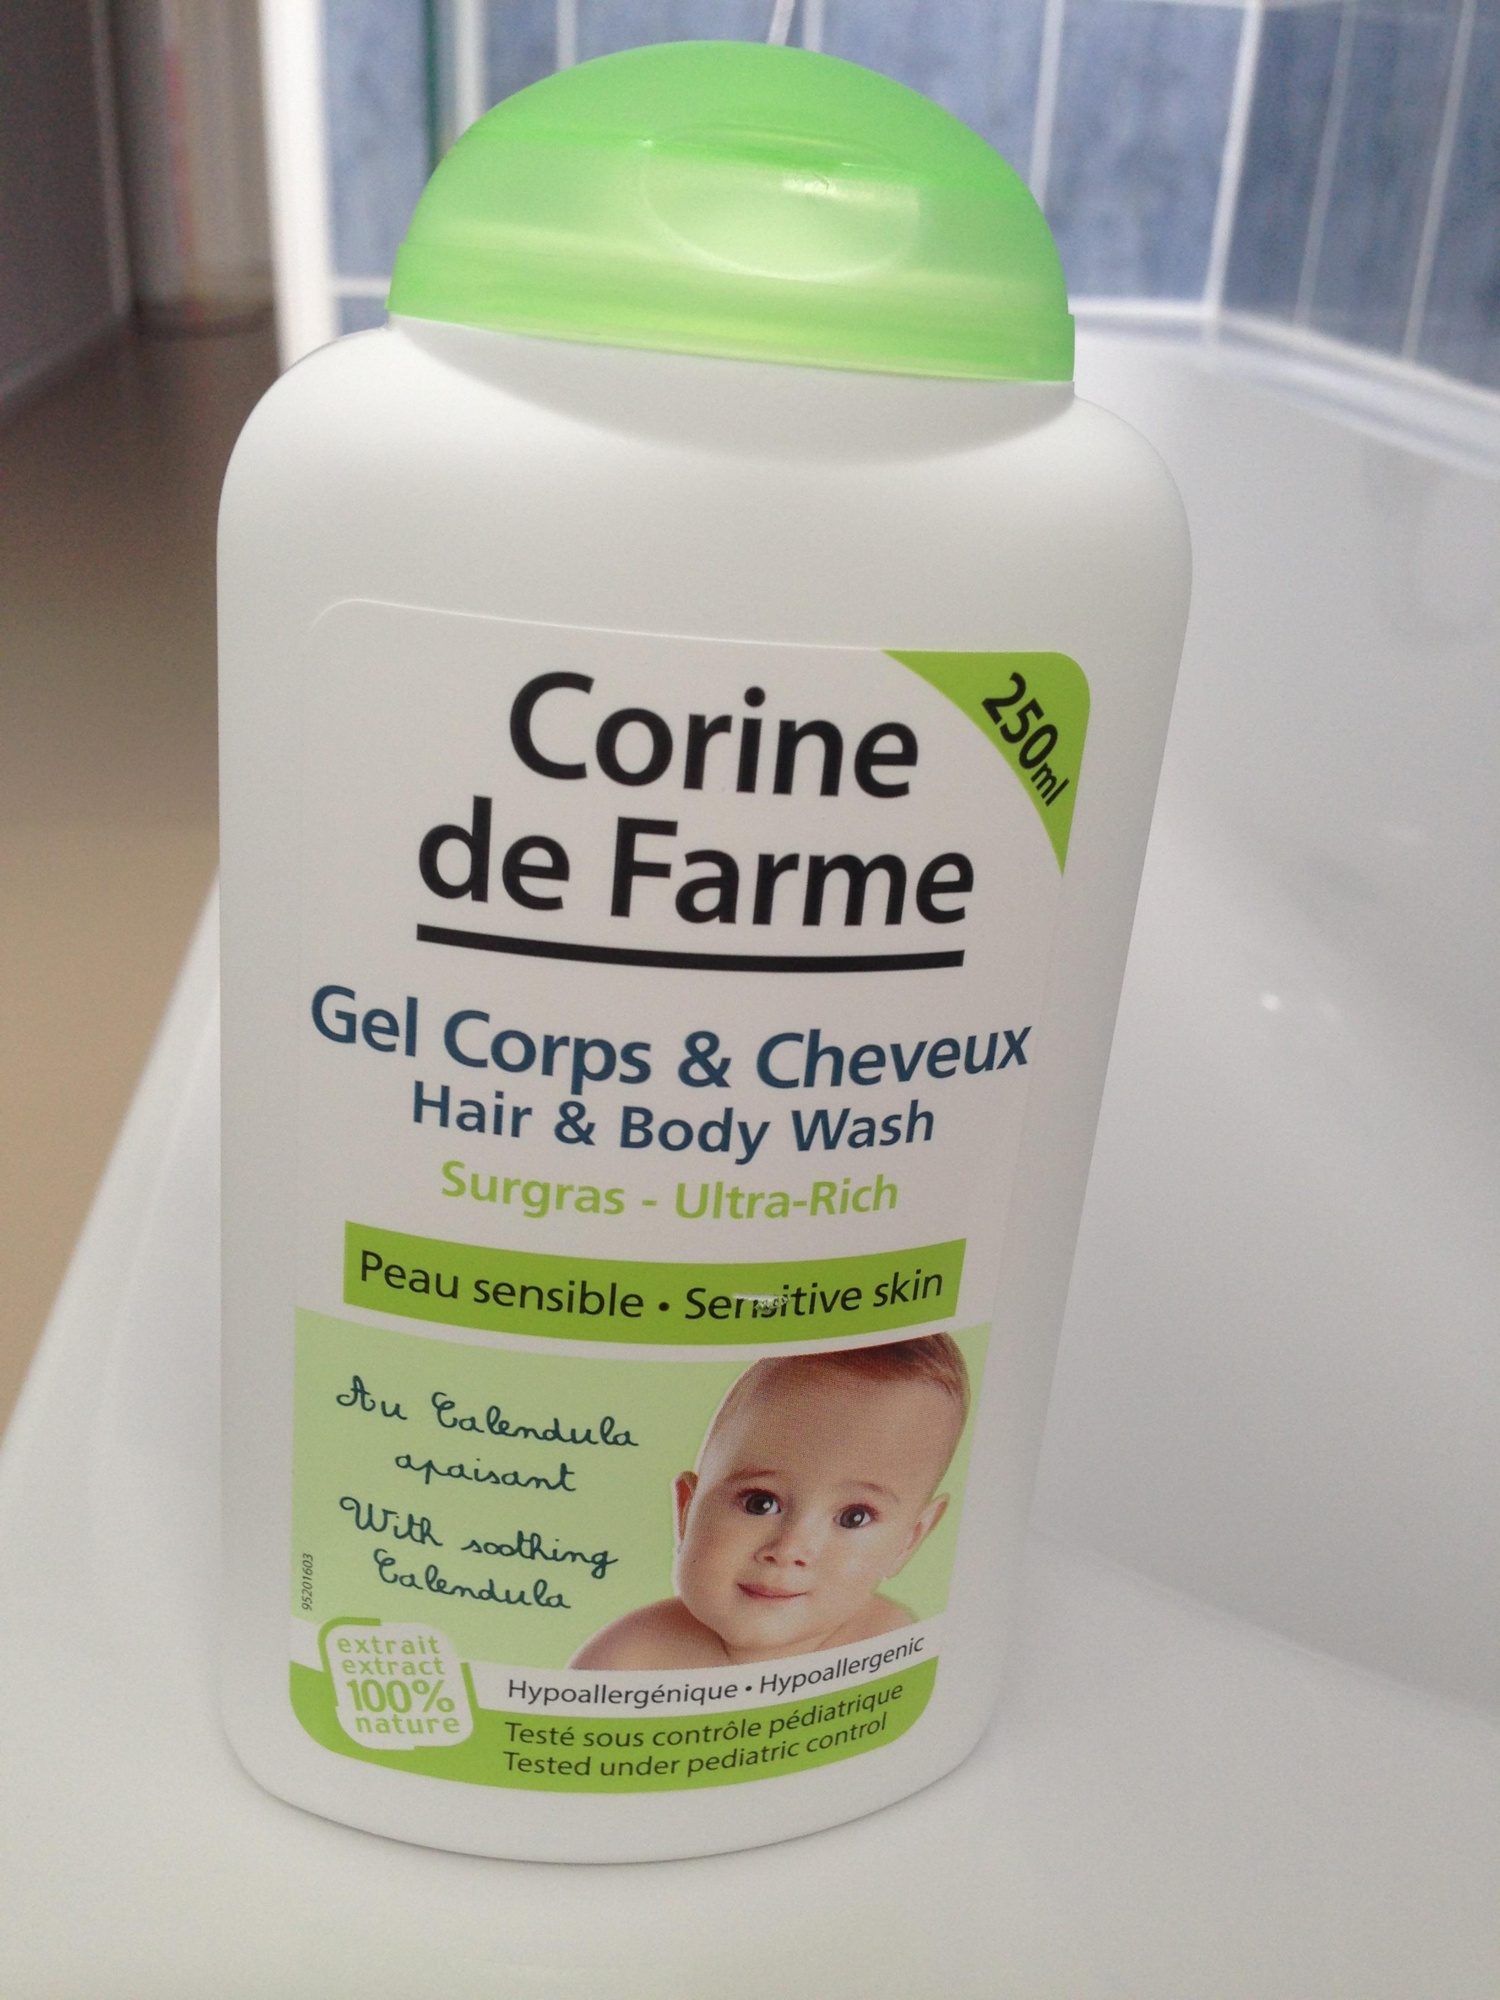 250ml
Corine
de Farme
Gel Corps & Cheveux
Hair & Body Wash
Surgras - Ultra-Rich
Peau sensible • Sensitive skin
Au Calendula
apaisant
With soothing
Calendula
95201603
extrait
extract
100%
nature
Hypoallergénique • Hypoallergenic
Testé sous contrôle pédiatrique
Tested under pediatric control